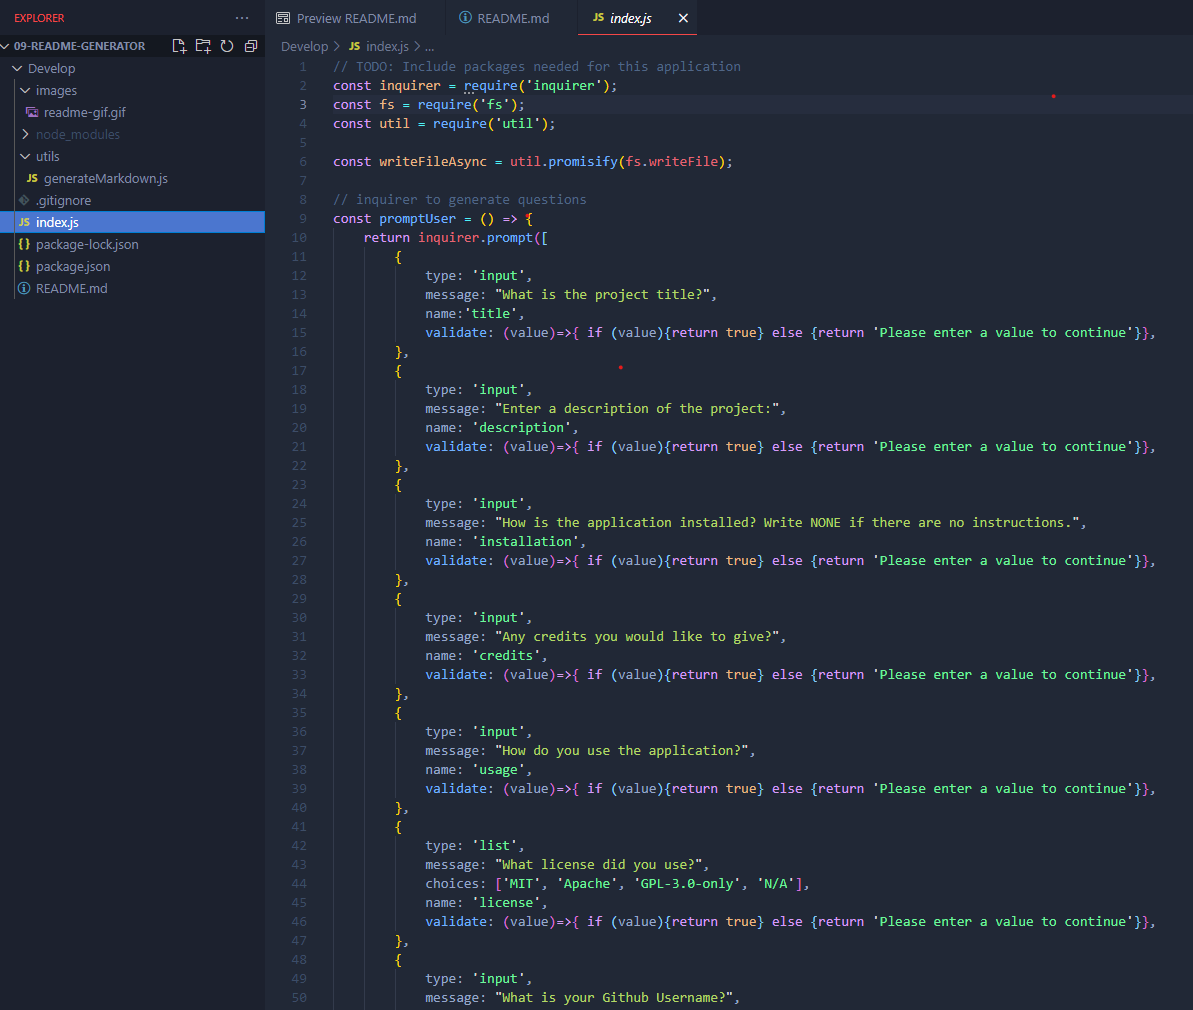 EXPLORER
09-README-GENERATOR
Develop
images
readme-gif.gif
node_modules
utils
JS generateMarkdown.js
.gitignore
JS index.js
{} package-lock.json
{} package.json
README.md
Preview README.md
README.md
JS index.js
Develop > JS index.js > ...
1 // TODO: Include packages needed for this application
2 const inquirer = require('inquirer');
3 const fs = require('fs');
4 const util = require('util');
5
6 const writeFileAsync = util.promisify(fs.writeFile);
7
8 // inquirer to generate questions
9 const promptUser = () => {
10 return inquirer.prompt([
11 {
12 type: 'input',
13 message: "What is the project title?",
14 name:'title',
15 validate: (value)=>{ if (value){return true} else {return 'Please enter a value to continue'}},
16 },
17 {
18 type: 'input',
19 message: "Enter a description of the project:",
20 name: 'description',
21 validate: (value)=>{ if (value){return true} else {return 'Please enter a value to continue'}},
22 },
23 {
24 type: 'input',
25 message: "How is the application installed? Write NONE if there are no instructions.",
26 name: 'installation',
27 validate: (value)=>{ if (value){return true} else {return 'Please enter a value to continue'}},
28 },
29 {
30 type: 'input',
31 message: "Any credits you would like to give?",
32 name: 'credits',
33 validate: (value)=>{ if (value){return true} else {return 'Please enter a value to continue'}},
34 },
35 {
36 type: 'input',
37 message: "How do you use the application?",
38 name: 'usage',
39 validate: (value)=>{ if (value){return true} else {return 'Please enter a value to continue'}},
40 },
41 {
42 type: 'list',
43 message: "What license did you use?",
44 choices: ['MIT', 'Apache', 'GPL-3.0-only', 'N/A'],
45 name: 'license',
46 validate: (value)=>{ if (value){return true} else {return 'Please enter a value to continue'}},
47 },
48 {
49 type: 'input',
50 message: "What is your Github Username?",